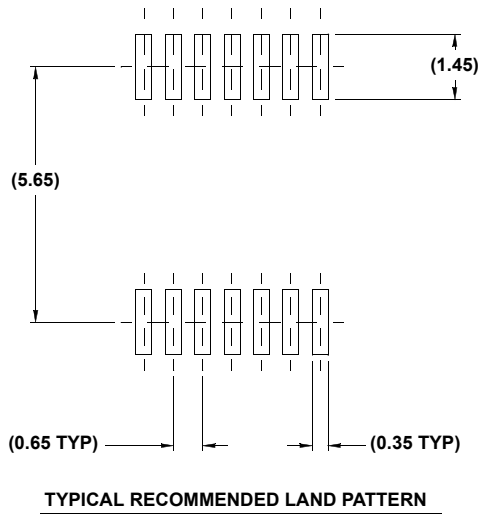 (1.45)
(5.65)
(0.65 TYP)
(0.35 TYP)
TYPICAL RECOMMENDED LAND PATTERN